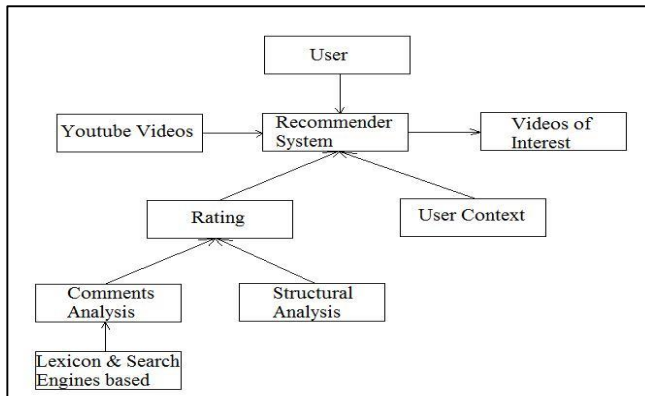 User
Youtube Videos
Recommender
System
Videos of
Interest
Rating
User Context
Comments
Analysis
Structural
Analysis
Lexicon & Search
Engines based